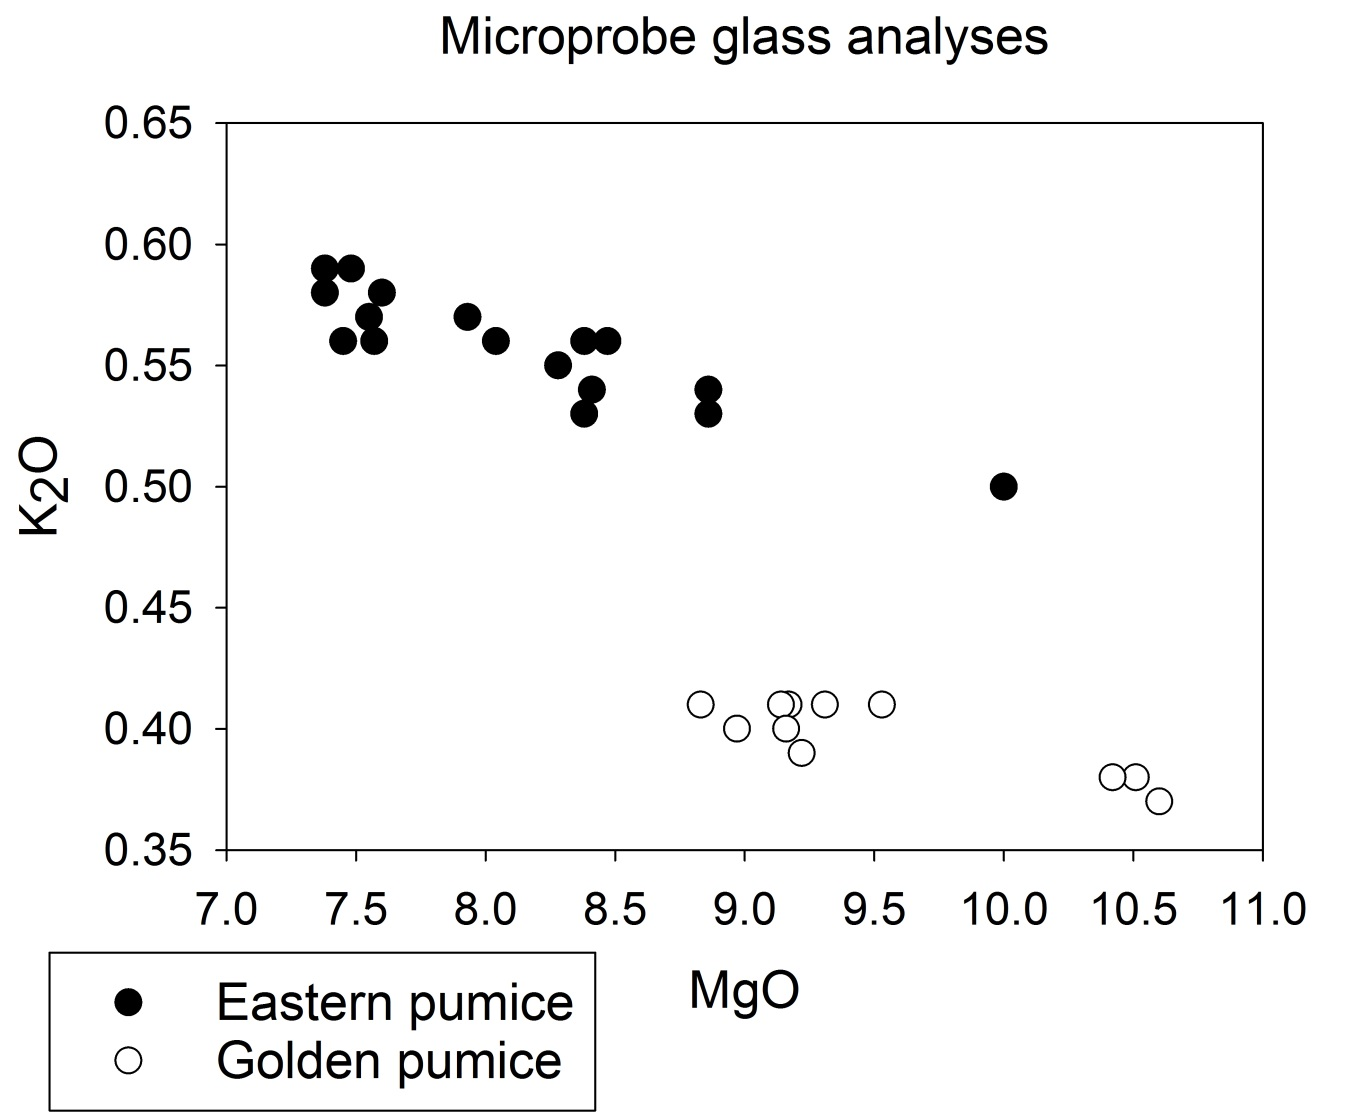 Microprobe glass analyses
0.65
0.60
0.55
0.50
0.45
0.40
0.35
K2O
7.0 7.5 8.0 8.5 9.0 9.5 10.0 10.5 11.0
MgO
Eastern pumice
Golden pumice